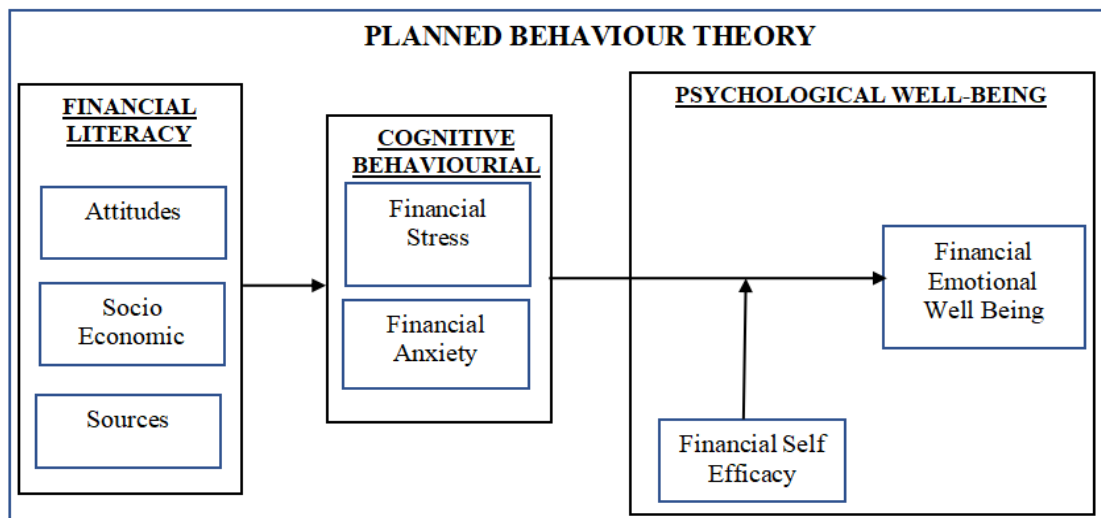 PLANNED BEHAVIOUR THEORY
FINANCIAL
LITERACY
Attitudes
Socio
Economic
Sources
COGNITIVE
BEHAVIOURIAL
Financial
Stress
Financial
Anxiety
PSYCHOLOGICAL WELL-BEING
Financial
Emotional
Well Being
Financial Self
Efficacy